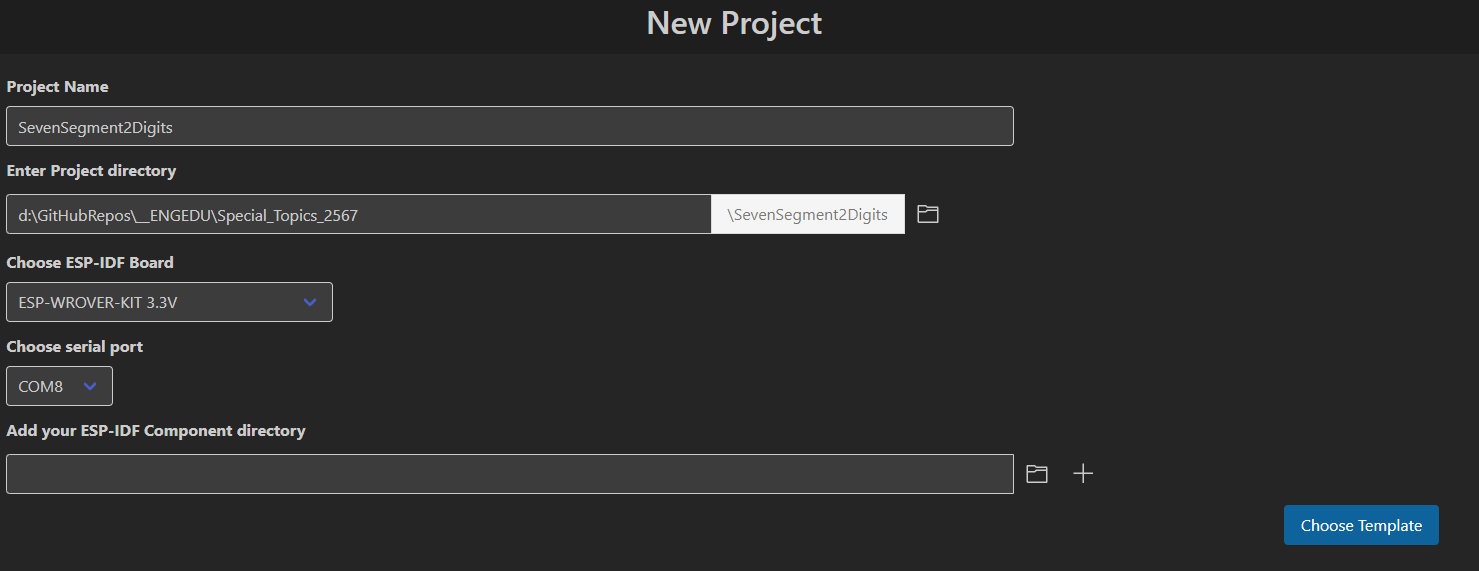 New Project
Project Name
SevenSegment2Digits
Enter Project directory
d:\GitHubRepos\__ENGEDU\Special_Topics_2567 \SevenSegment2Digits
Choose ESP-IDF Board
ESP-WROVER-KIT 3.3V
Choose serial port
COM8
Add your ESP-IDF Component directory
Choose Template